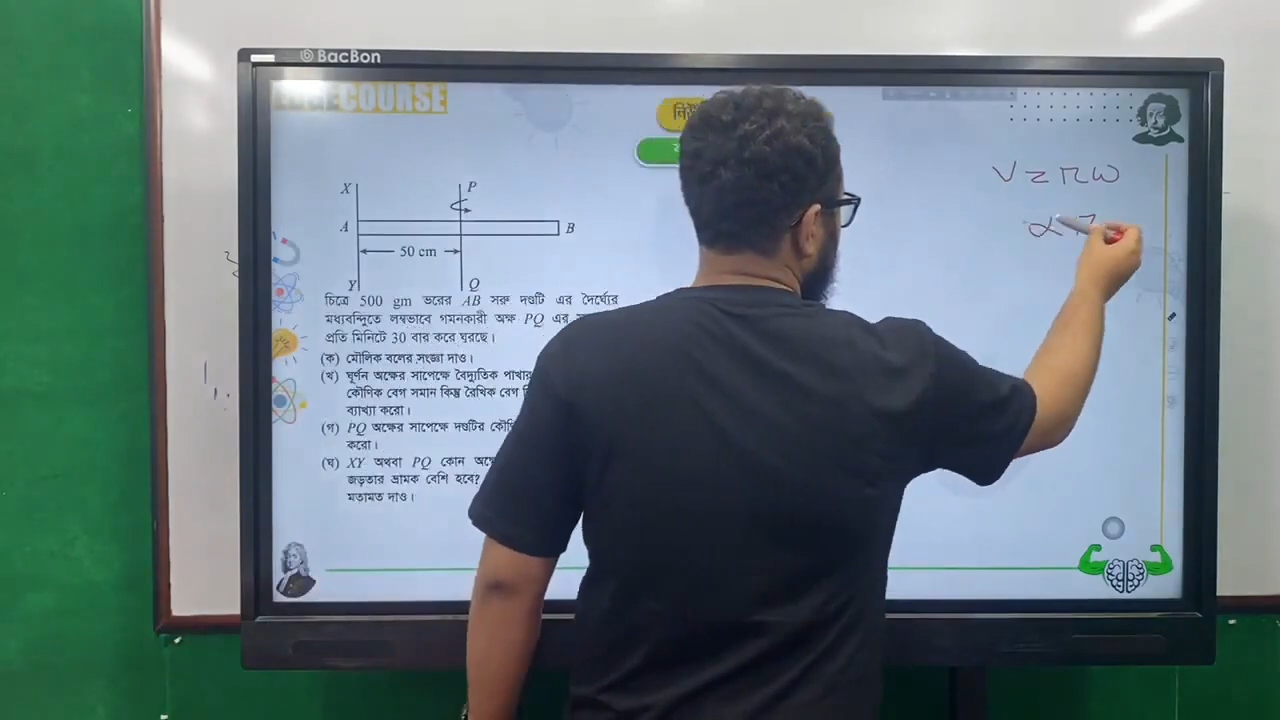 BacBon
COURSE
X
P
A
B
50 cm
Y
Q
চিত্রে 500 gm ভরের AB সরু দণ্ডটি এর দৈর্ঘ্যের
মধ্যবিন্দুতে লম্বভাবে গমনকারী অক্ষ PQ এর
প্রতি মিনিটে 30 বার করে ঘুরছে।
(ক) মৌলিক বলের সংজ্ঞা দাও।
(খ) ঘূর্ণন অক্ষের সাপেক্ষে বৈদ্যুতিক পাখার
কৌণিক বেগ সমান কিন্তু রৈখিক বেগ
ব্যাখ্যা করো।
(গ) PQ অক্ষের সাপেক্ষে দণ্ডটির
করো।
(ঘ) XY অথবা PQ কোন
জড়তার ভ্রামক বেশি হবে?
মতামত দাও।
V = rω